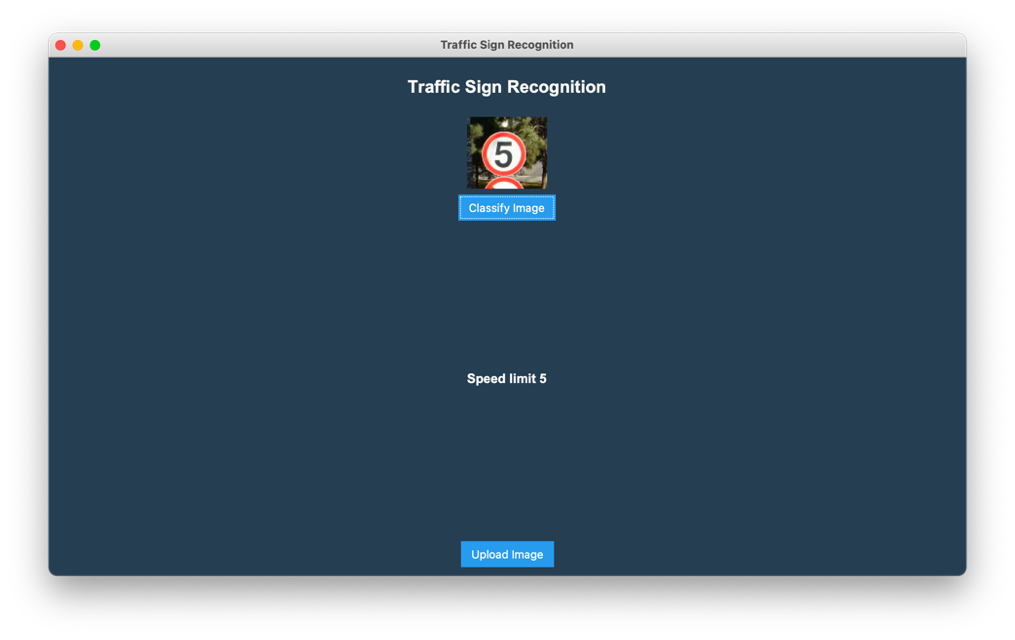 Traffic Sign Recognition
Traffic Sign Recognition
5
Classify Image
Speed limit 5
Upload Image